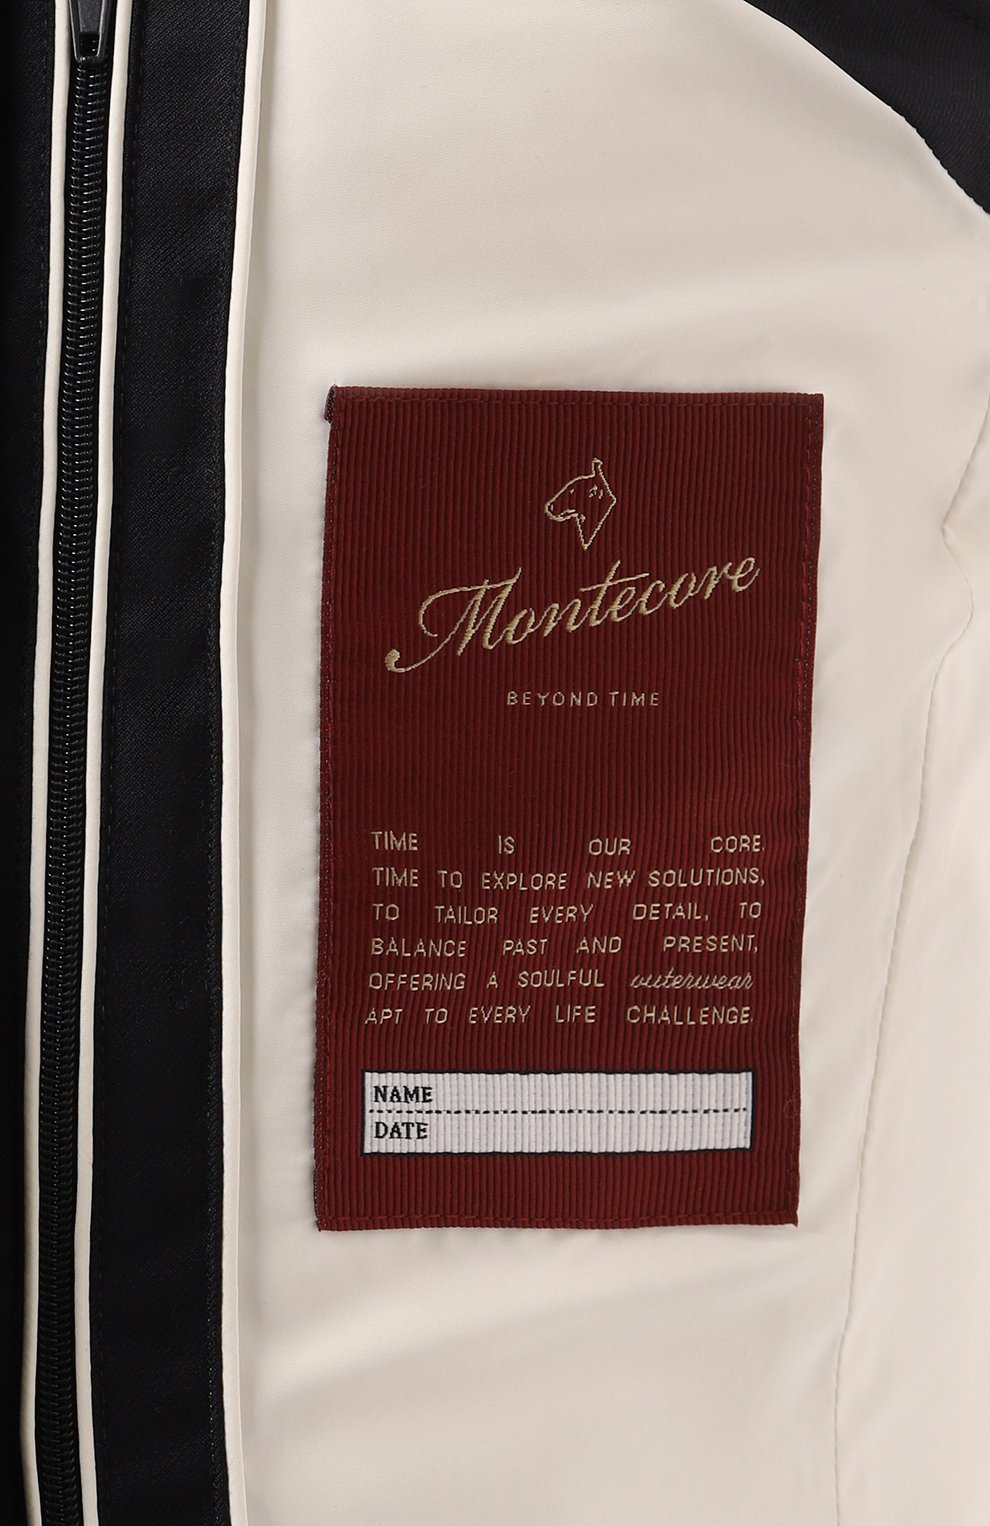 Montecore
BEYOND TIME
TIME IS OUR CORE.
TIME TO EXPLORE NEW SOLUTIONS,
TO TAILOR EVERY DETAIL, TO
BALANCE PAST AND PRESENT,
OFFERING A SOULFUL outerwear
APT TO EVERY LIFE CHALLENGE.
NAME
DATE